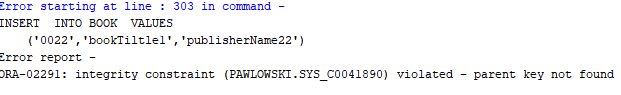 Error starting at line : 303 in command -
INSERT INTO BOOK VALUES
('0022','bookTiltle1','publisherName22')
Error report -
ORA-02291: integrity constraint (PAWLOWSKI.SYS_C0041890) violated - parent key not found